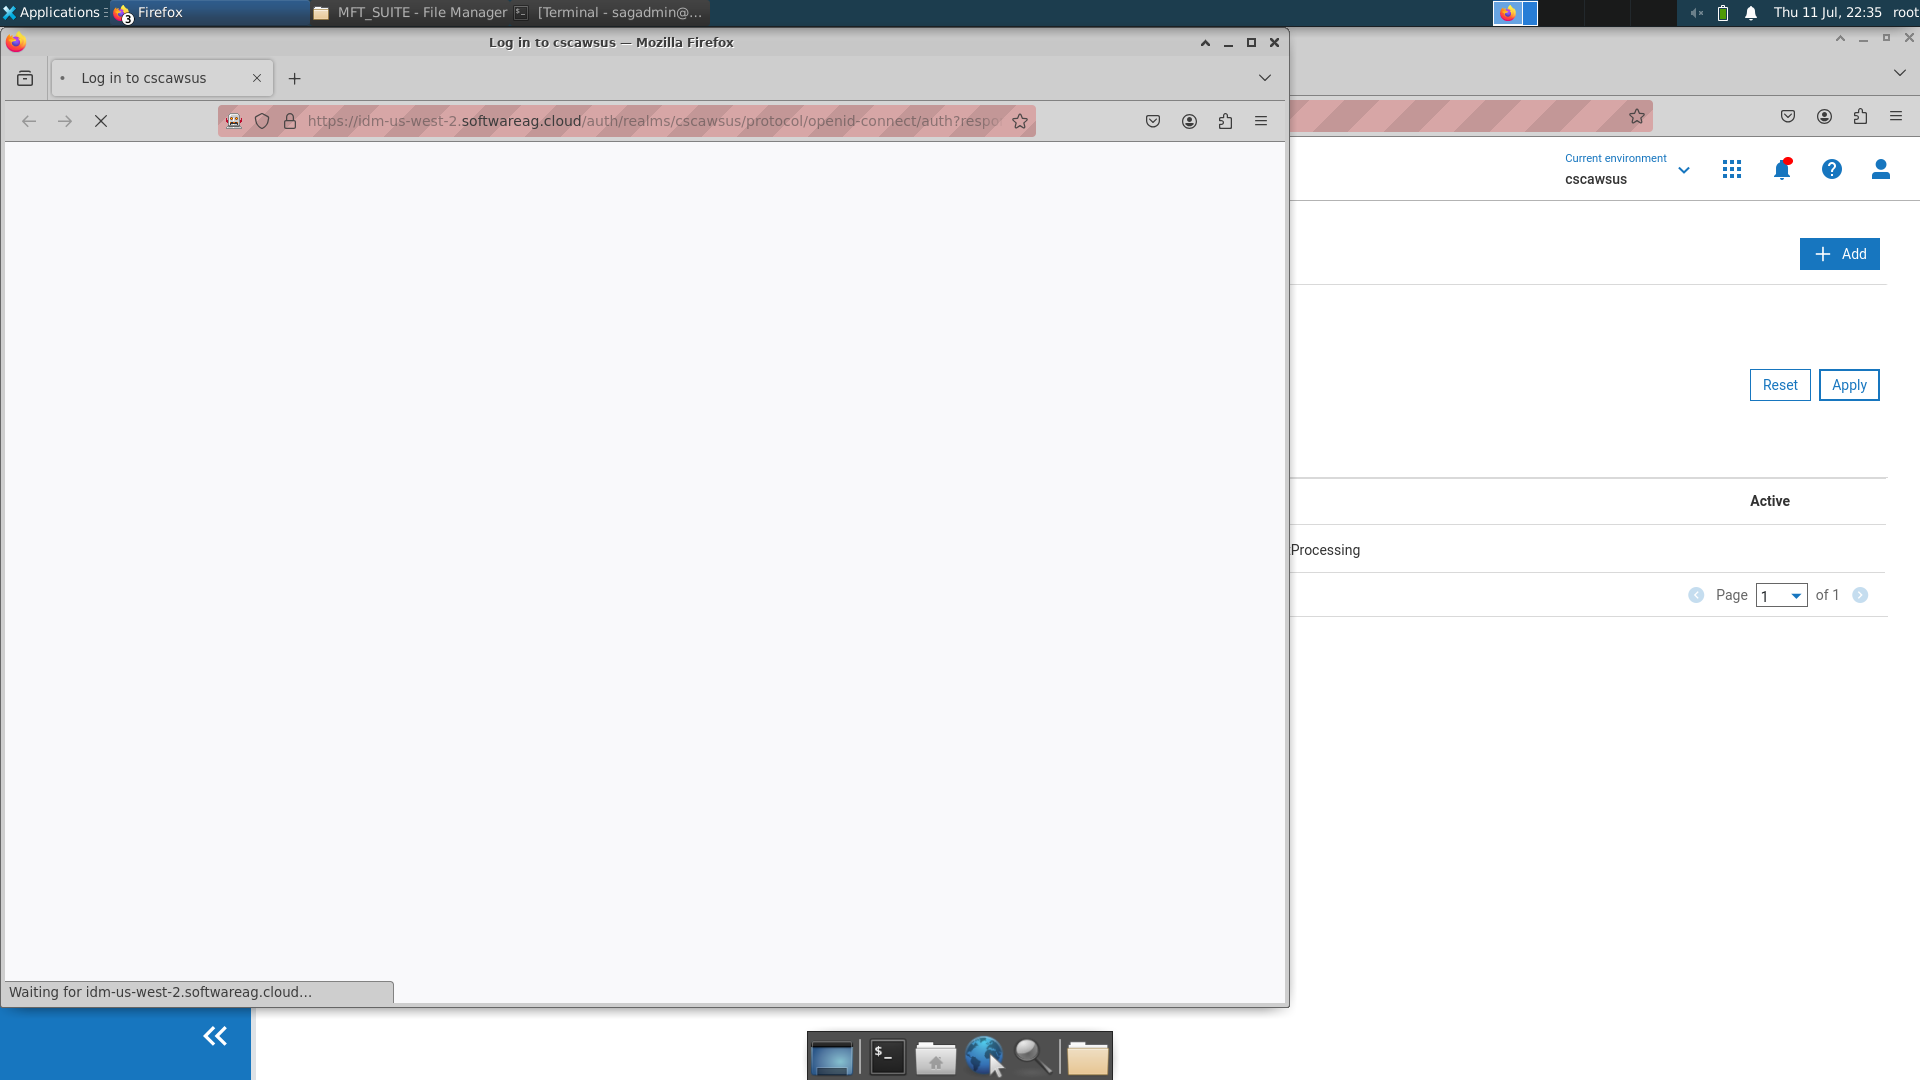 Applications
3
Firefox
MFT_SUITE - File Manager
$_
[Terminal - sagadmin@...
Thu 11 Jul, 22:35
root
Log in to cscawsus — Mozilla Firefox
Log in to cscawsus
https://idm-us-west-2.softwareag.cloud/auth/realms/cscawsus/protocol/openid-connect/auth?respo
Current environment
cscawsus
Add
Reset
Apply
Active
Processing
Page
1
of 1
Waiting for idm-us-west-2.softwareag.cloud...
$_